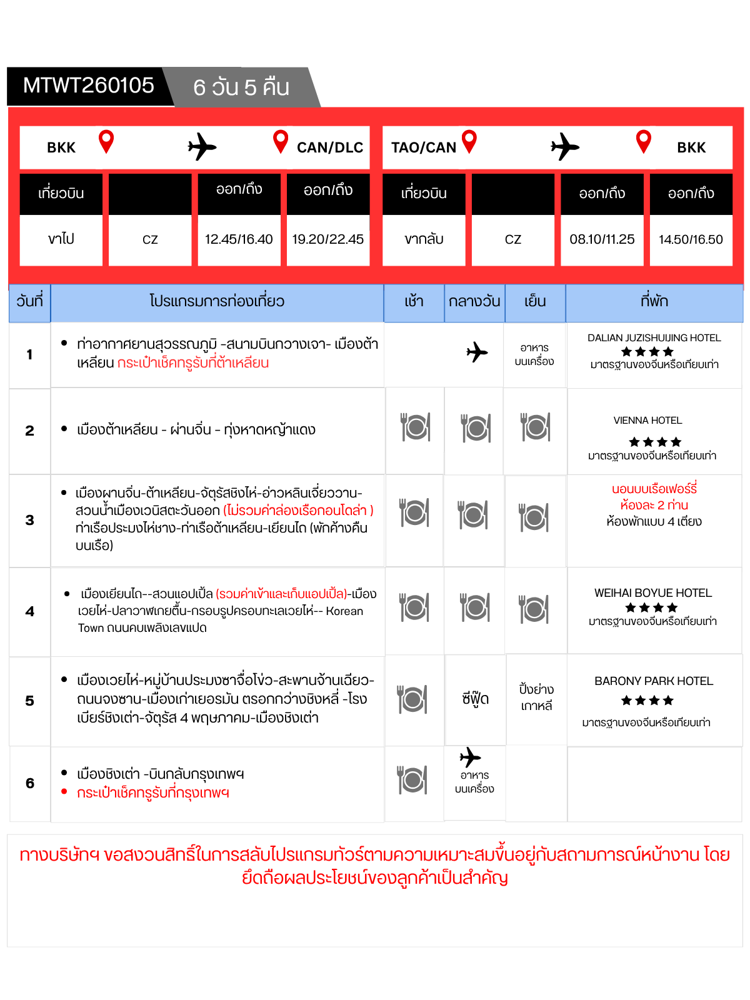 MTWT260105
6 วัน 5 คืน
BKK CAN/DLC TAO/CAN BKK
เที่ยวบิน ออก/ถึง ออก/ถึง เที่ยวบิน ออก/ถึง ออก/ถึง
ขาไป CZ 12.45/16.40 19.20/22.45 ขากลับ CZ 08.10/11.25 14.50/16.50
วันที่ โปรแกรมการท่องเที่ยว เช้า กลางวัน เย็น ที่พัก
1
• ท่าอากาศยานสุวรรณภูมิ -สนามบินกวางเจา- เมืองต้า
เหลียน กระเป๋าเช็คทรูรับที่ต้าเหลียน
อาหาร
บนเครื่อง
DALIAN JUZISHUIJING HOTEL
มาตรฐานของจีนหรือเทียบเท่า
2
• เมืองต้าเหลียน - ผ่านจิ่น - ทุ่งหาดหญ้าแดง
VIENNA HOTEL
มาตรฐานของจีนหรือเทียบเท่า
3
• เมืองผานจิ่น-ต้าเหลียน-จัตุรัสชิงไห่-อ่าวหลินเจี่ยววาน-
สวนน้ำเมืองเวนิสตะวันออก (ไม่รวมค่าล่องเรือกอนโดล่า )
ท่าเรือประมงไห่ชาง-ท่าเรือต้าเหลียน-เยียนไถ (พักค้างคืน
บนเรือ)
นอนบบเรือเฟอร์รี่
ห้องละ 2 ท่าน
ห้องพักแบบ 4 เตียง
4
• เมืองเยียนไถ--สวนแอปเปิ้ล (รวมค่าเข้าและเก็บแอปเปิ้ล)-เมือง
เวยไห่-ปลาวาฬเกยตื้น-กรอบรูปครอบทะเลเวยไห่-- Korean
Town ถนนคบเพลิงเลขแปด
WEIHAI BOYUE HOTEL
มาตรฐานของจีนหรือเทียบเท่า
5
• เมืองเวยไห่-หมู่บ้านประมงซาจื่อโข่ว-สะพานจ้านเฉียว-
ถนนจงซาน-เมืองเก่าเยอรมัน ตรอกกว่างชิงหลี่ -โรง
เบียร์ชิงเต่า-จัตุรัส 4 พฤษภาคม-เมืองชิงเต่า
ซีฟู๊ด
ปิ้งย่าง
เกาหลี
BARONY PARK HOTEL
มาตรฐานของจีนหรือเทียบเท่า
6
• เมืองชิงเต่า -บินกลับกรุงเทพฯ
• กระเป๋าเช็คทรูรับที่กรุงเทพฯ
อาหาร
บนเครื่อง
ทางบริษัทฯ ขอสงวนสิทธิ์ในการสลับโปรแกรมทัวร์ตามความเหมาะสมขึ้นอยู่กับสถานการณ์หน้างาน โดย
ยึดถือผลประโยชน์ของลูกค้าเป็นสำคัญ